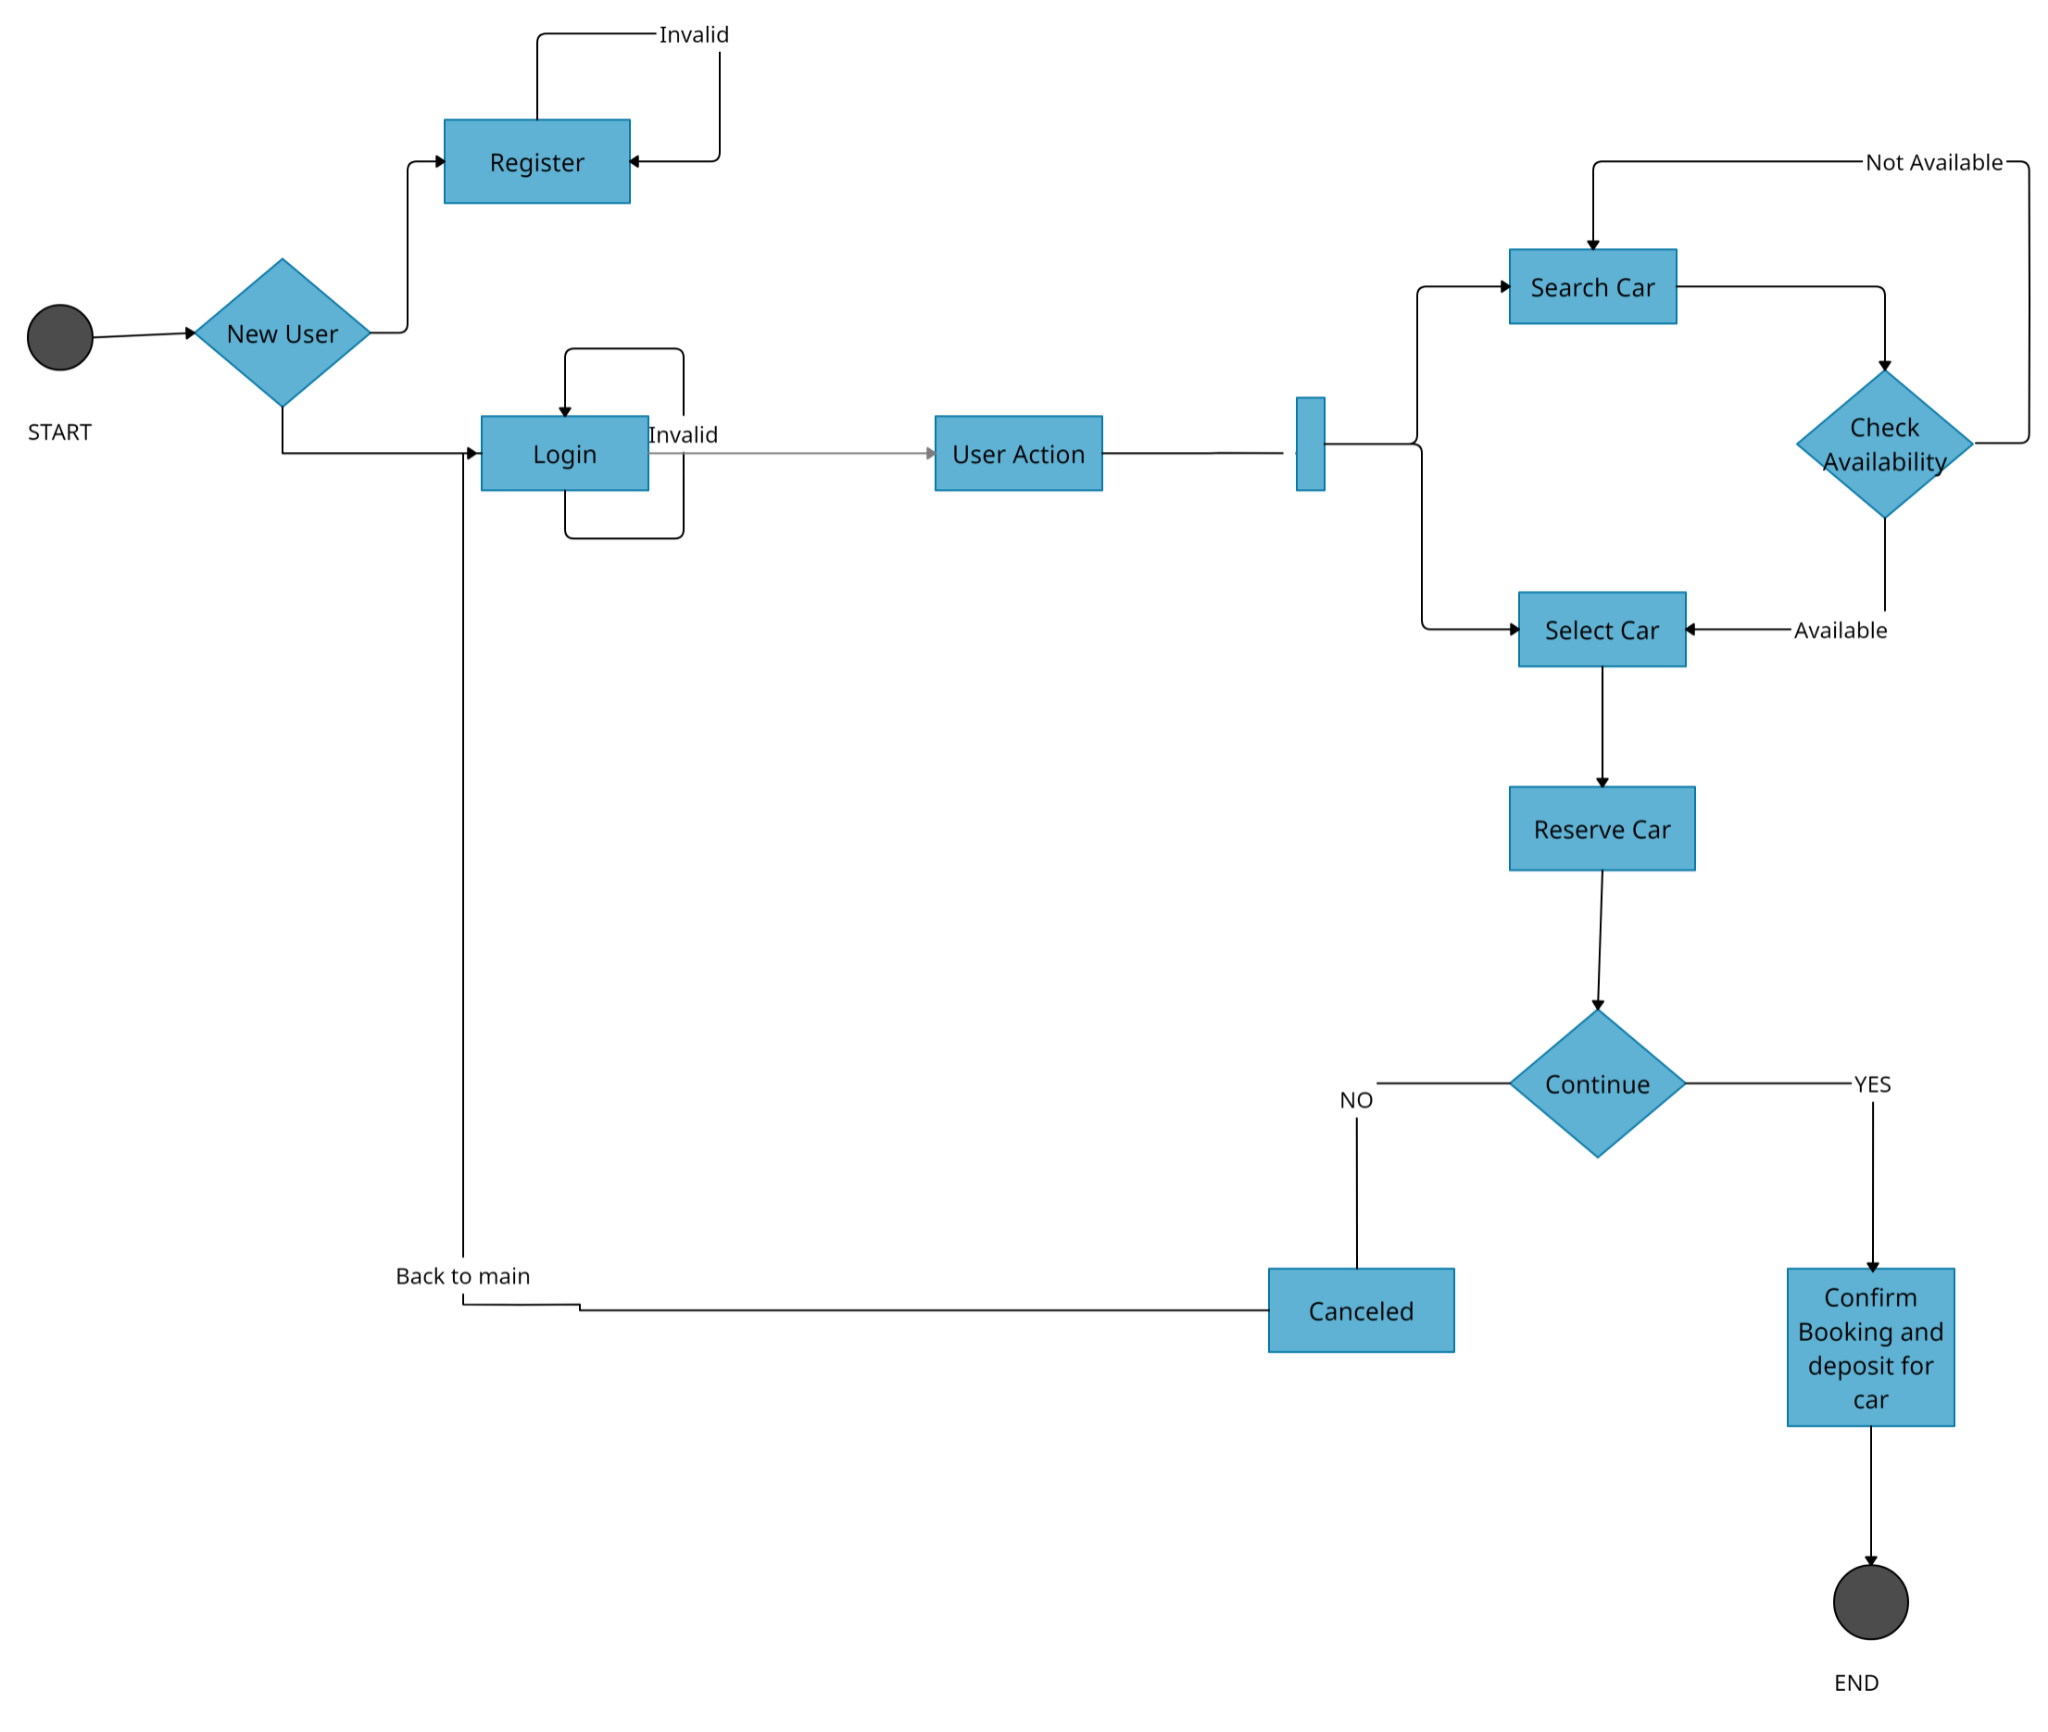 Invalid
Register
Not Available
Search Car
New User
START
Check
Availability
Invalid
Login
User Action
Select Car
Available
Reserve Car
Continue
YES
NO
Back to main
Canceled
Confirm
Booking and
deposit for
car
END